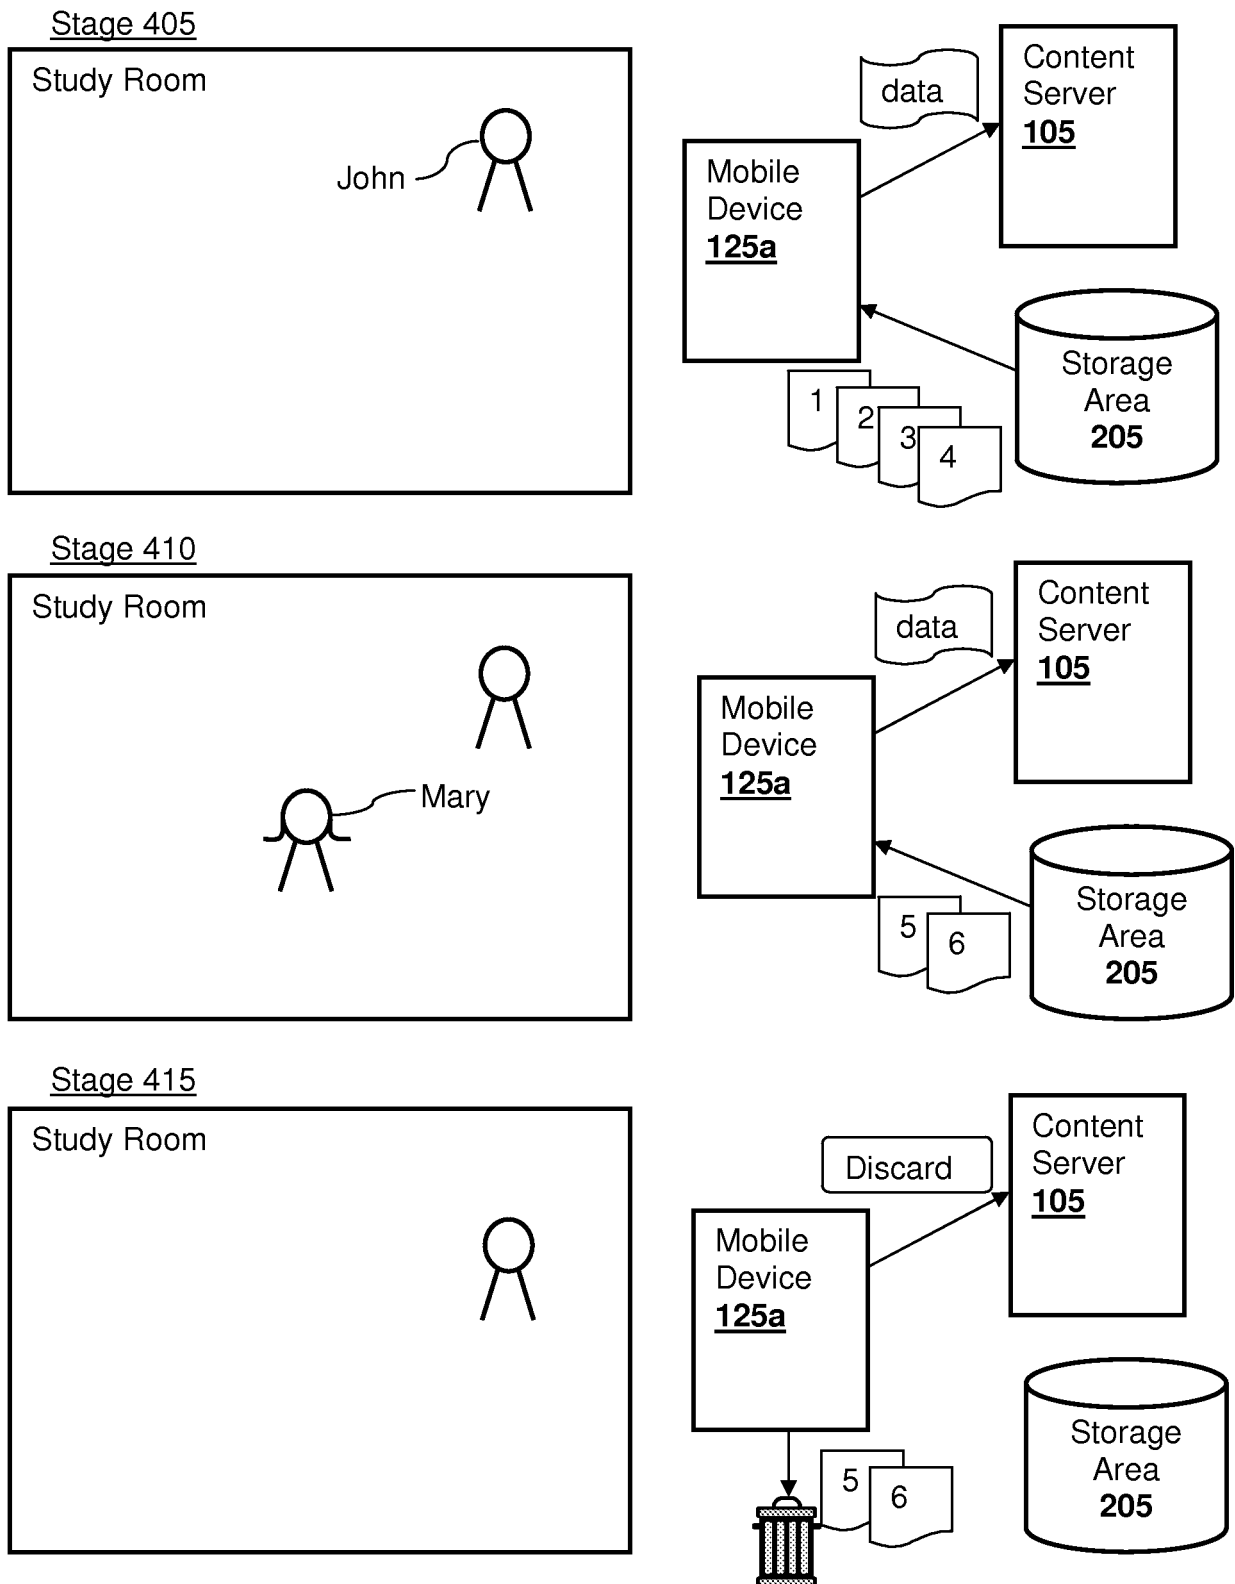 Stage 405
Study Room
John
data
Content
Server
105
Mobile
Device
125a
1
2
3
4
Storage
Area
205
Stage 410
Study Room
Mary
data
Content
Server
105
Mobile
Device
125a
5
6
Storage
Area
205
Stage 415
Study Room
Discard
Content
Server
105
Mobile
Device
125a
5
6
Storage
Area
205